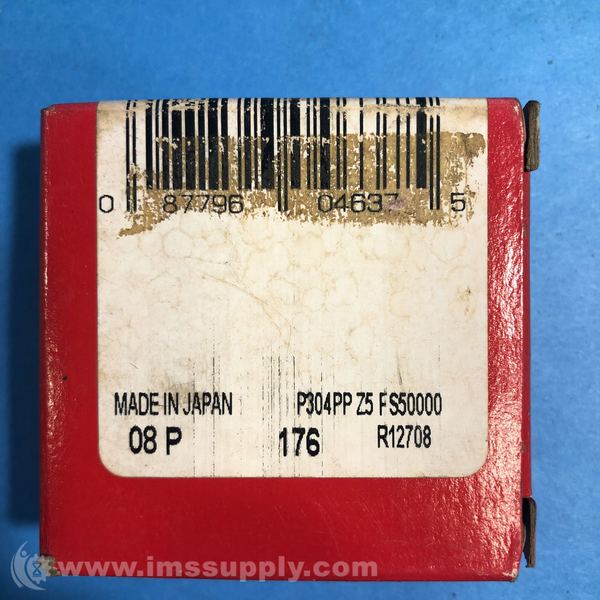 0 87796 04637 5
MADE IN JAPAN P304PP Z5 FS50000
08 P 176 R12708
www.imssupply.com